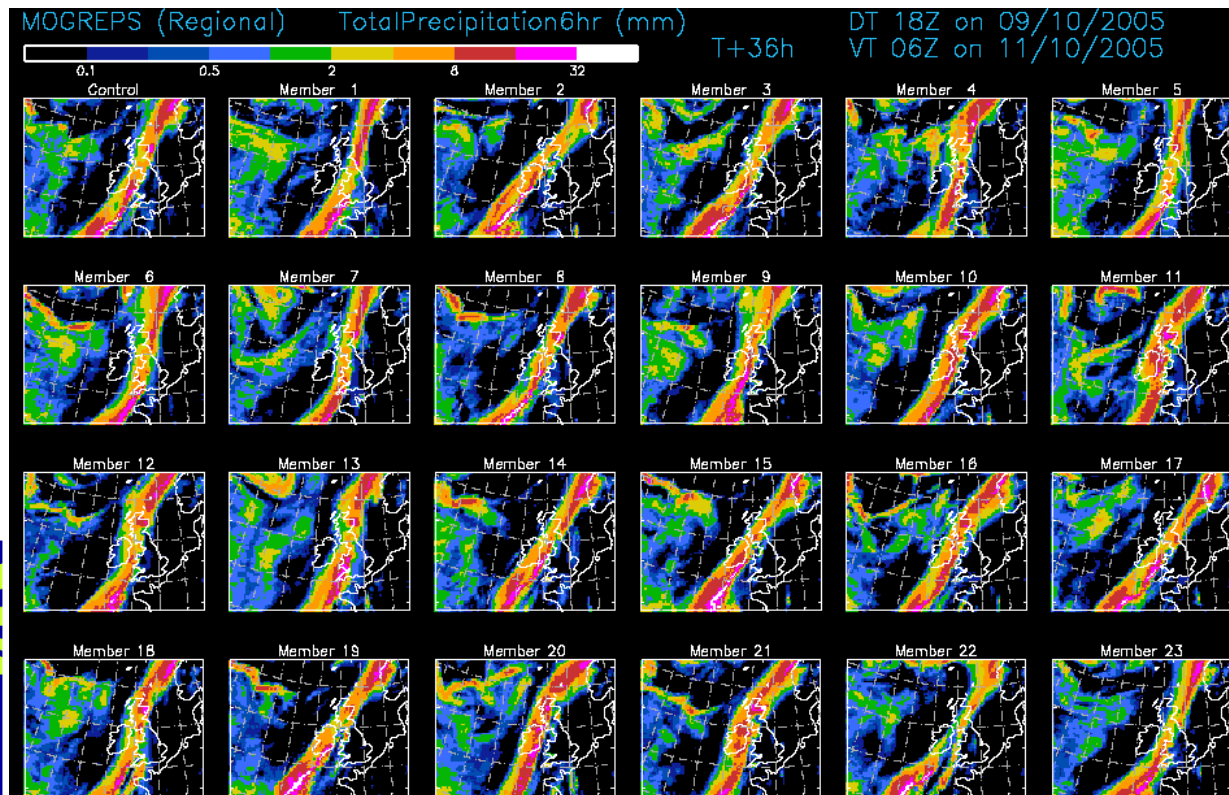 MOGREPS (Regional) TotalPrecipitation6hr (mm) DT 18Z on 09/10/2005
T+36h VT 06Z on 11/10/2005
0.1 0.5 2 6 32
Control Member 1 Member 2 Member 3 Member 4 Member 5
Member 6 Member 7 Member 8 Member 9 Member 10 Member 11
Member 12 Member 13 Member 14 Member 15 Member 16 Member 17
Member 18 Member 19 Member 20 Member 21 Member 22 Member 23